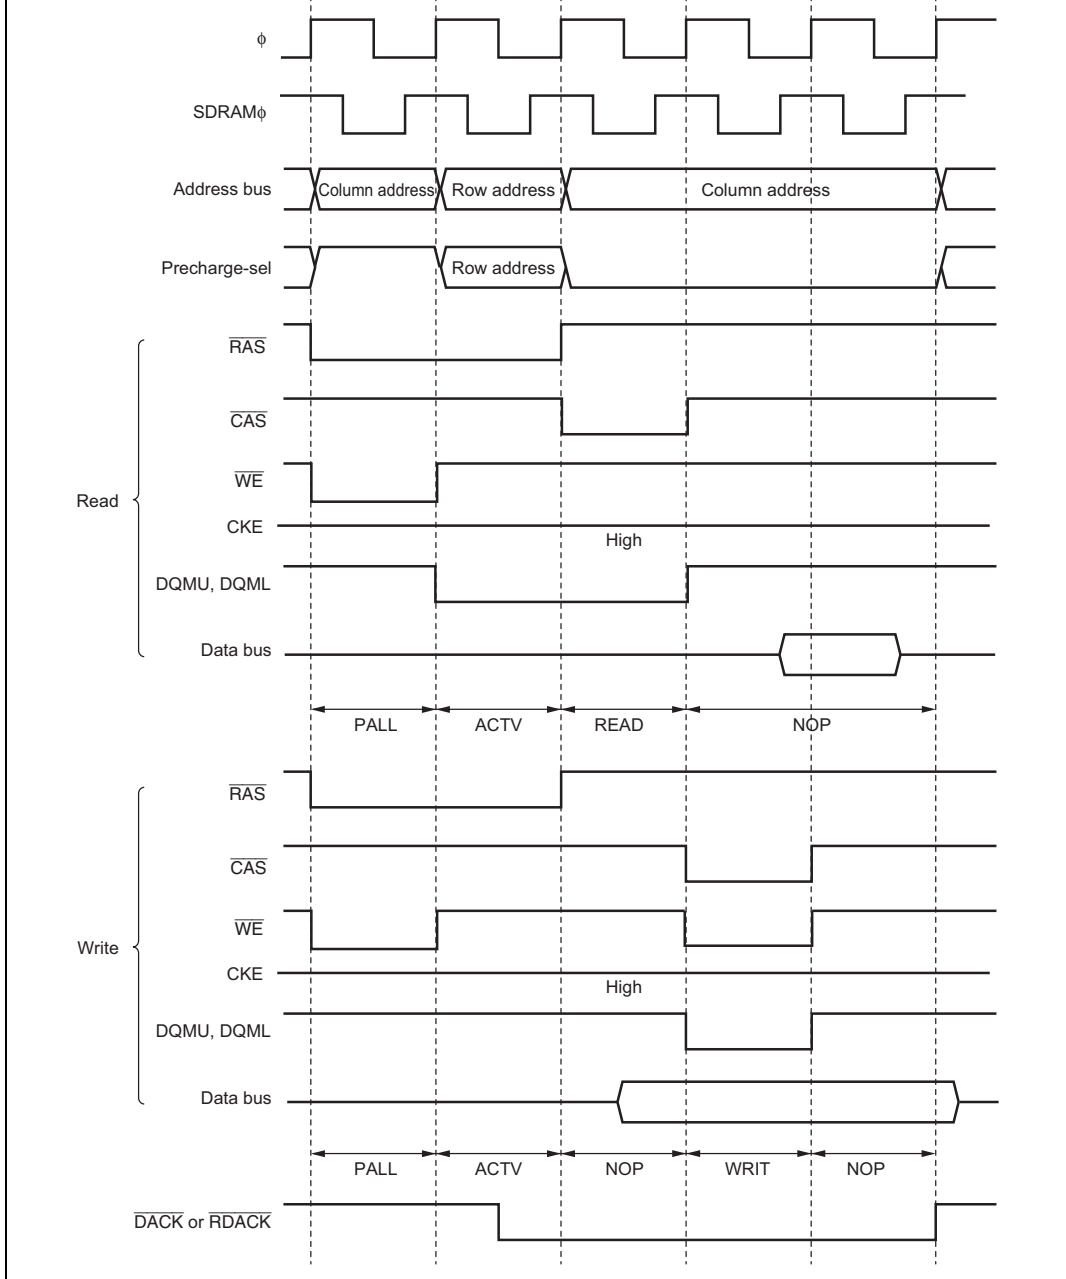 ϕ
SDRAMϕ
Address bus Column address Row address Column address
Precharge-sel Row address
Read
RAS
CAS
WE
CKE High
DQMU, DQML
Data bus
PALL ACTV READ NOP
Write
RAS
CAS
WE
CKE High
DQMU, DQML
Data bus
PALL ACTV NOP WRIT NOP
DACK or RDACK